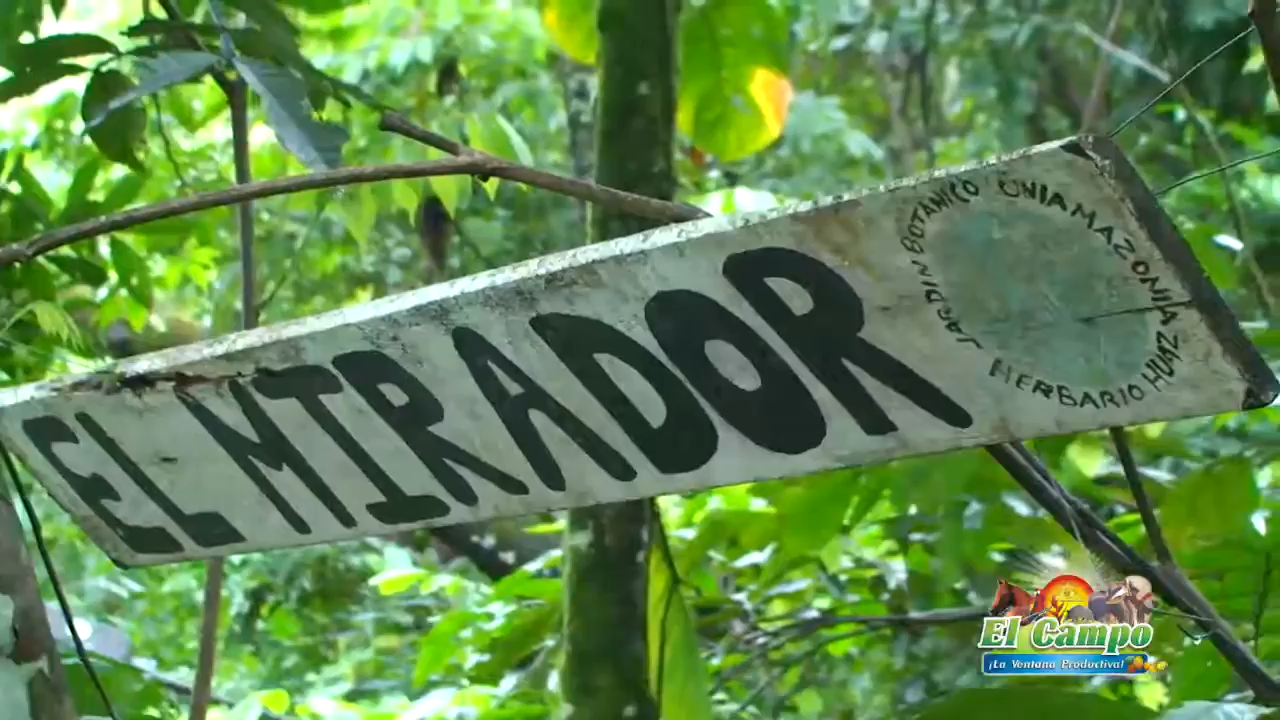 EL MIRADOR
JARDIN BOTANICO UNIAMAZONIA
HERBARIO HUAZ
El Campo
¡La Ventana Productiva!